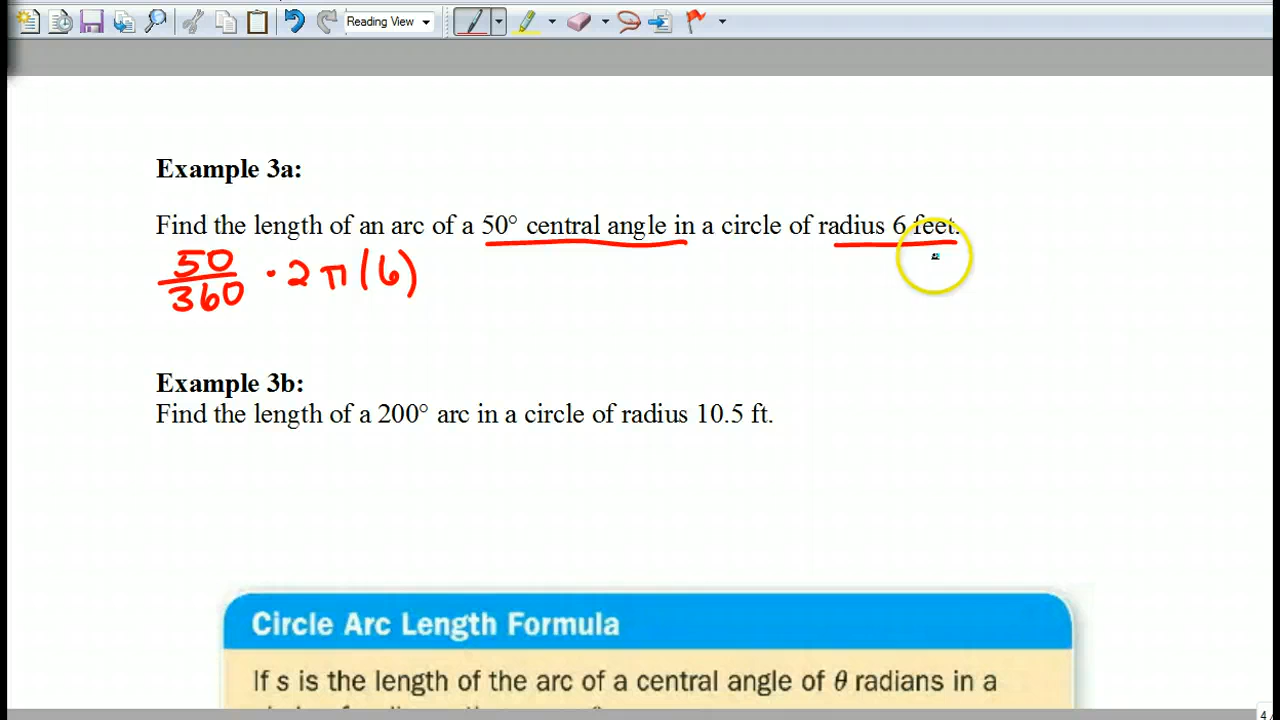 Reading View
Example 3a:
Find the length of an arc of a 50° central angle in a circle of radius 6 feet.
50/360 · 2π(6)
Example 3b:
Find the length of a 200° arc in a circle of radius 10.5 ft.
Circle Arc Length Formula
If s is the length of the arc of a central angle of θ radians in a
4